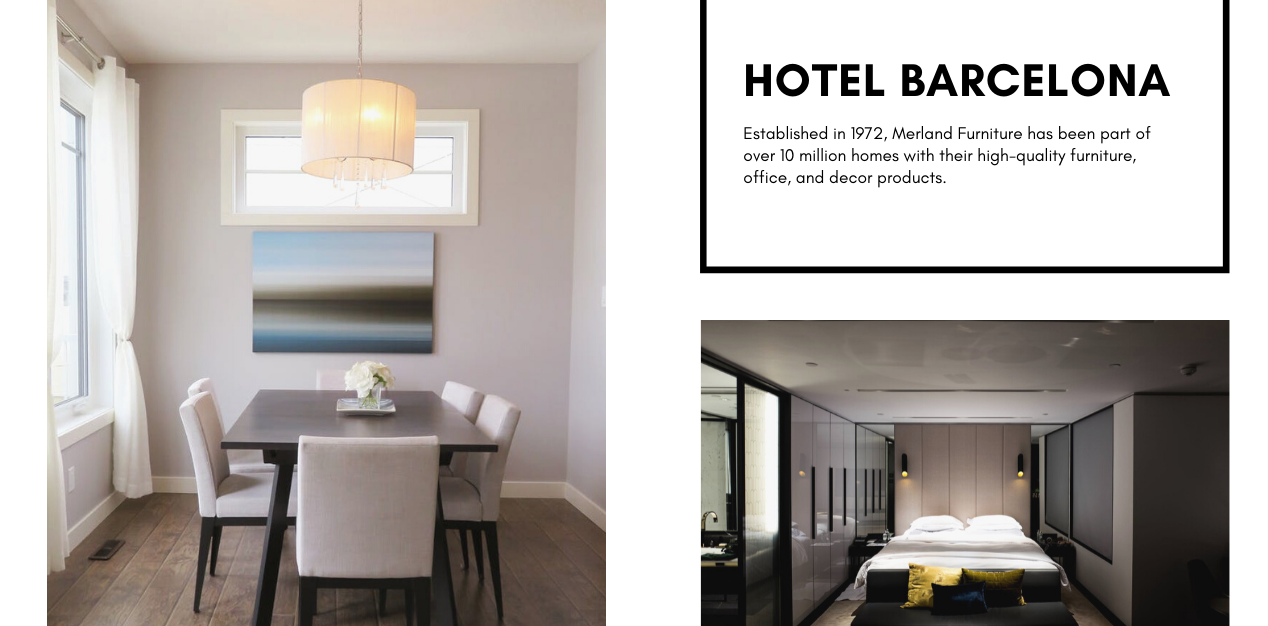 HOTEL BARCELONA
Established in 1972, Merland Furniture has been part of
over 10 million homes with their high-quality furniture,
office, and decor products.